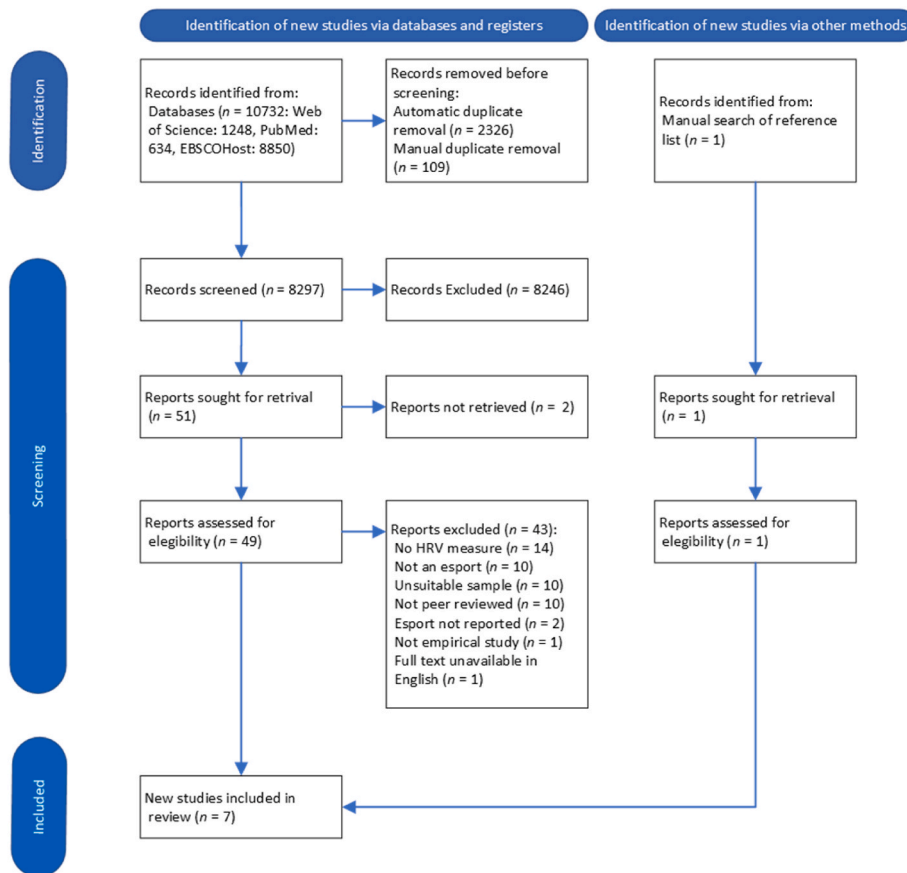 Identification of new studies via databases and registers
Identification of new studies via other methods
Identification
Records identified from:
Databases (n = 10732: Web
of Science: 1248, PubMed:
634, EBSCOHost: 8850)
Records removed before
screening:
Automatic duplicate
removal (n = 2326)
Manual duplicate removal
(n = 109)
Records identified from:
Manual search of reference
list (n = 1)
Screening
Records screened (n = 8297)
Records Excluded (n = 8246)
Reports sought for retrival
(n = 51)
Reports not retrieved (n = 2)
Reports sought for retrieval
(n = 1)
Reports assessed for
elegibility (n = 49)
Reports excluded (n = 43):
No HRV measure (n = 14)
Not an esport (n = 10)
Unsuitable sample (n = 10)
Not peer reviewed (n = 10)
Esport not reported (n = 2)
Not empirical study (n = 1)
Full text unavailable in
English (n = 1)
Reports assessed for
elegibility (n = 1)
Included
New studies included in
review (n = 7)